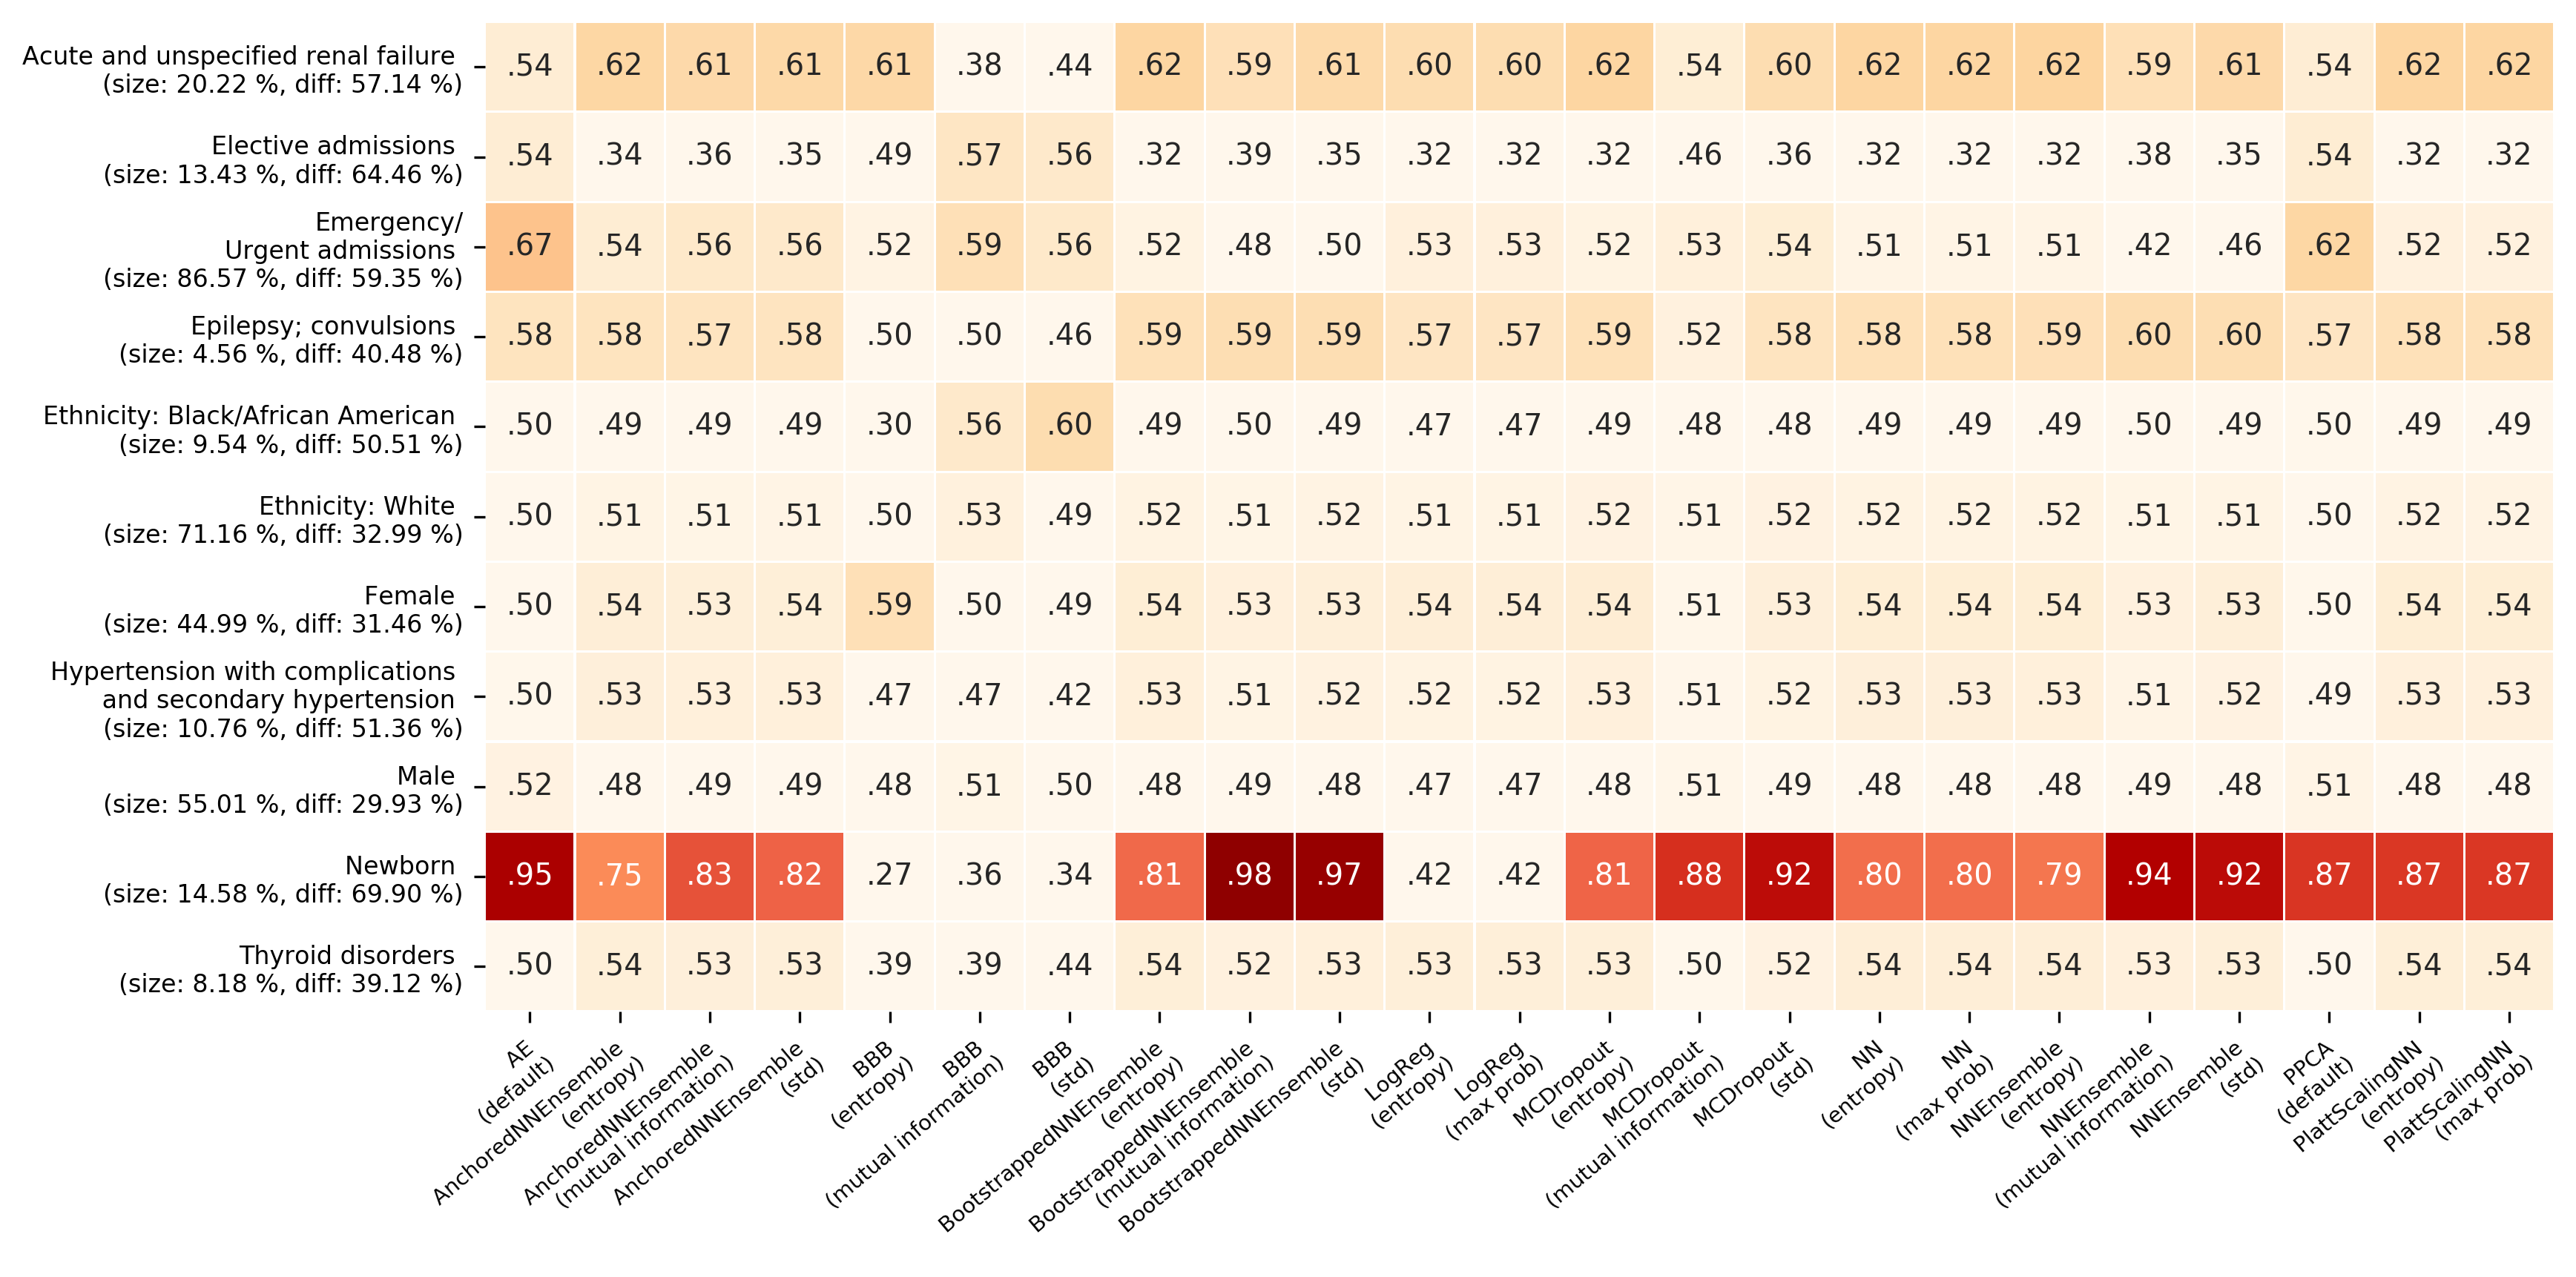 Acute and unspecified renal failure
(size: 20.22 %, diff: 57.14 %)
.54 .62 .61 .61 .61 .38 .44 .62 .59 .61 .60 .60 .62 .54 .60 .62 .62 .62 .59 .61 .54 .62 .62
Elective admissions
(size: 13.43 %, diff: 64.46 %)
.54 .34 .36 .35 .49 .57 .56 .32 .39 .35 .32 .32 .32 .46 .36 .32 .32 .32 .38 .35 .54 .32 .32
Emergency/
Urgent admissions
(size: 86.57 %, diff: 59.35 %)
.67 .54 .56 .56 .52 .59 .56 .52 .48 .50 .53 .53 .52 .53 .54 .51 .51 .51 .42 .46 .62 .52 .52
Epilepsy; convulsions
(size: 4.56 %, diff: 40.48 %)
.58 .58 .57 .58 .50 .50 .46 .59 .59 .59 .57 .57 .59 .52 .58 .58 .58 .59 .60 .60 .57 .58 .58
Ethnicity: Black/African American
(size: 9.54 %, diff: 50.51 %)
.50 .49 .49 .49 .30 .56 .60 .49 .50 .49 .47 .47 .49 .48 .48 .49 .49 .49 .50 .49 .50 .49 .49
Ethnicity: White
(size: 71.16 %, diff: 32.99 %)
.50 .51 .51 .51 .50 .53 .49 .52 .51 .52 .51 .51 .52 .51 .52 .52 .52 .52 .51 .51 .50 .52 .52
Female
(size: 44.99 %, diff: 31.46 %)
.50 .54 .53 .54 .59 .50 .49 .54 .53 .53 .54 .54 .54 .51 .53 .54 .54 .54 .53 .53 .50 .54 .54
Hypertension with complications
and secondary hypertension
(size: 10.76 %, diff: 51.36 %)
.50 .53 .53 .53 .47 .47 .42 .53 .51 .52 .52 .52 .53 .51 .52 .53 .53 .53 .51 .52 .49 .53 .53
Male
(size: 55.01 %, diff: 29.93 %)
.52 .48 .49 .49 .48 .51 .50 .48 .49 .48 .47 .47 .48 .51 .49 .48 .48 .48 .49 .48 .51 .48 .48
Newborn
(size: 14.58 %, diff: 69.90 %)
.95 .75 .83 .82 .27 .36 .34 .81 .98 .97 .42 .42 .81 .88 .92 .80 .80 .79 .94 .92 .87 .87 .87
Thyroid disorders
(size: 8.18 %, diff: 39.12 %)
.50 .54 .53 .53 .39 .39 .44 .54 .52 .53 .53 .53 .53 .50 .52 .54 .54 .54 .53 .53 .50 .54 .54
AE
(default)
AnchoredNNEnsemble
(entropy)
AnchoredNNEnsemble
(mutual information)
AnchoredNNEnsemble
(std)
BBB
(entropy)
BBB
(mutual information)
BBB
(std)
BootstrappedNNEnsemble
(entropy)
BootstrappedNNEnsemble
(mutual information)
BootstrappedNNEnsemble
(std)
LogReg
(entropy)
LogReg
(max prob)
MCDropout
(entropy)
MCDropout
(mutual information)
MCDropout
(std)
NN
(entropy)
NN
(max prob)
NNEnsemble
(entropy)
NNEnsemble
(mutual information)
NNEnsemble
(std)
PPCA
(default)
PlattScalingNN
(entropy)
PlattScalingNN
(max prob)